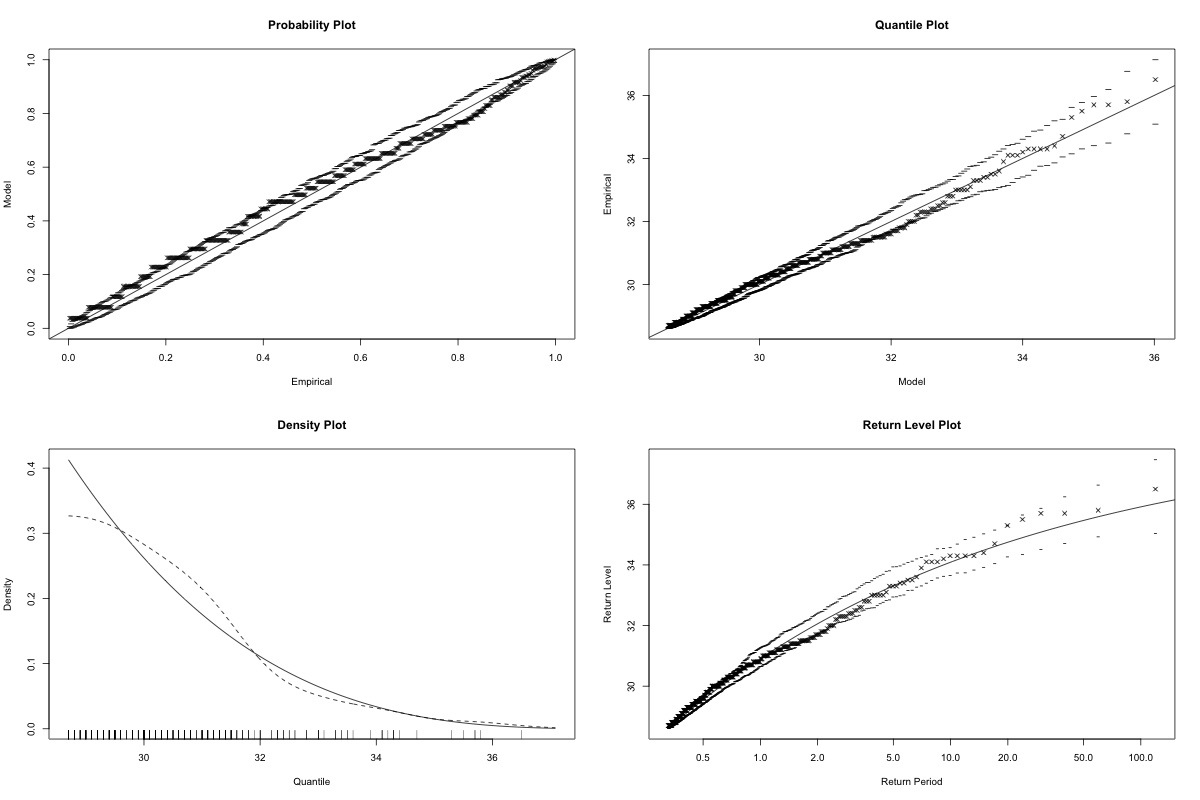 Probability Plot
Model
0.0 0.2 0.4 0.6 0.8 1.0
0.0 0.2 0.4 0.6 0.8 1.0
Empirical
Quantile Plot
Empirical
30 32 34 36
30 32 34 36
Model
Density Plot
Density
0.0 0.1 0.2 0.3 0.4
30 32 34 36
Quantile
Return Level Plot
Return Level
30 32 34 36
0.5 1.0 2.0 5.0 10.0 20.0 50.0 100.0
Return Period